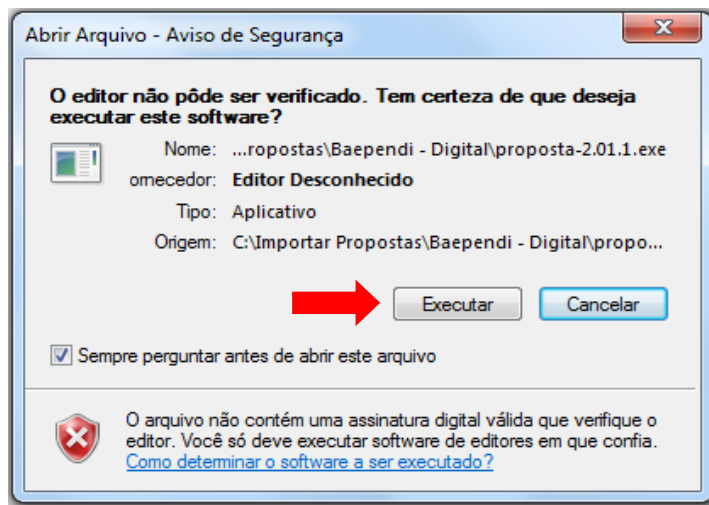 Abrir Arquivo - Aviso de Segurança
O editor não pôde ser verificado. Tem certeza de que deseja
executar este software?
Nome: ...ropostas\Baependi - Digital\proposta-2.01.1.exe
ornecedor: Editor Desconhecido
Tipo: Aplicativo
Origem: C:\Importar Propostas\Baependi - Digital\propo...
Executar Cancelar
Sempre perguntar antes de abrir este arquivo
O arquivo não contém uma assinatura digital válida que verifique o
editor. Você só deve executar software de editores em que confia.
Como determinar o software a ser executado?